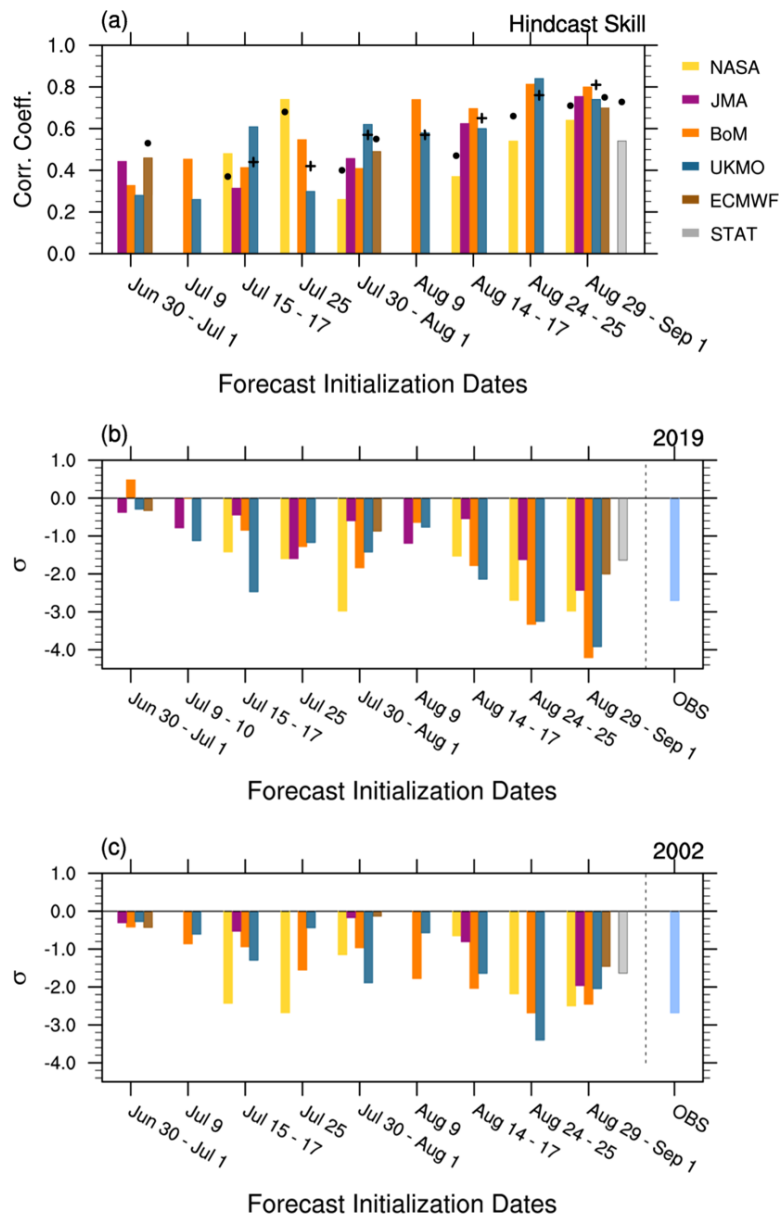 (a)
Hindcast Skill
1.0
0.8
0.6
0.4
0.2
0.0
Corr. Coeff.
NASA
JMA
BoM
UKMO
ECMWF
STAT
Jun 30 - Jul 1
Jul 9
Jul 15 - 17
Jul 25
Jul 30 - Aug 1
Aug 9
Aug 14 - 17
Aug 24 - 25
Aug 29 - Sep 1
Forecast Initialization Dates
(b)
2019
1.0
0.0
-1.0
-2.0
-3.0
-4.0
σ
Jun 30 - Jul 1
Jul 9 - 10
Jul 15 - 17
Jul 25
Jul 30 - Aug 1
Aug 9
Aug 14 - 17
Aug 24 - 25
Aug 29 - Sep 1
OBS
Forecast Initialization Dates
(c)
2002
1.0
0.0
-1.0
-2.0
-3.0
-4.0
σ
Jun 30 - Jul 1
Jul 9
Jul 15 - 17
Jul 25
Jul 30 - Aug 1
Aug 9
Aug 14 - 17
Aug 24 - 25
Aug 29 - Sep 1
OBS
Forecast Initialization Dates